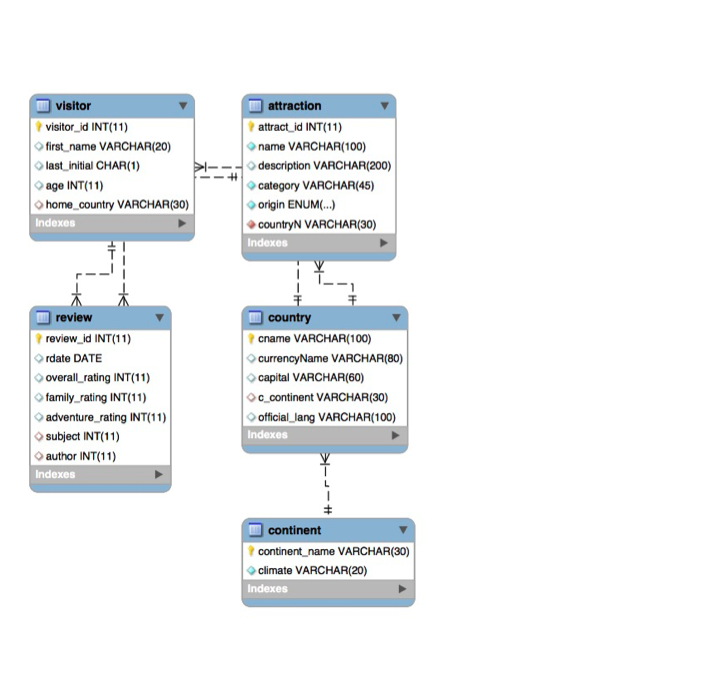 visitor
visitor_id INT(11)
first_name VARCHAR(20)
last_initial CHAR(1)
age INT(11)
home_country VARCHAR(30)
Indexes
attraction
attract_id INT(11)
name VARCHAR(100)
description VARCHAR(200)
category VARCHAR(45)
origin ENUM(...)
countryN VARCHAR(30)
Indexes
review
review_id INT(11)
rdate DATE
overall_rating INT(11)
family_rating INT(11)
adventure_rating INT(11)
subject INT(11)
author INT(11)
Indexes
country
cname VARCHAR(100)
currencyName VARCHAR(80)
capital VARCHAR(60)
c_continent VARCHAR(30)
official_lang VARCHAR(100)
Indexes
continent
continent_name VARCHAR(30)
climate VARCHAR(20)
Indexes